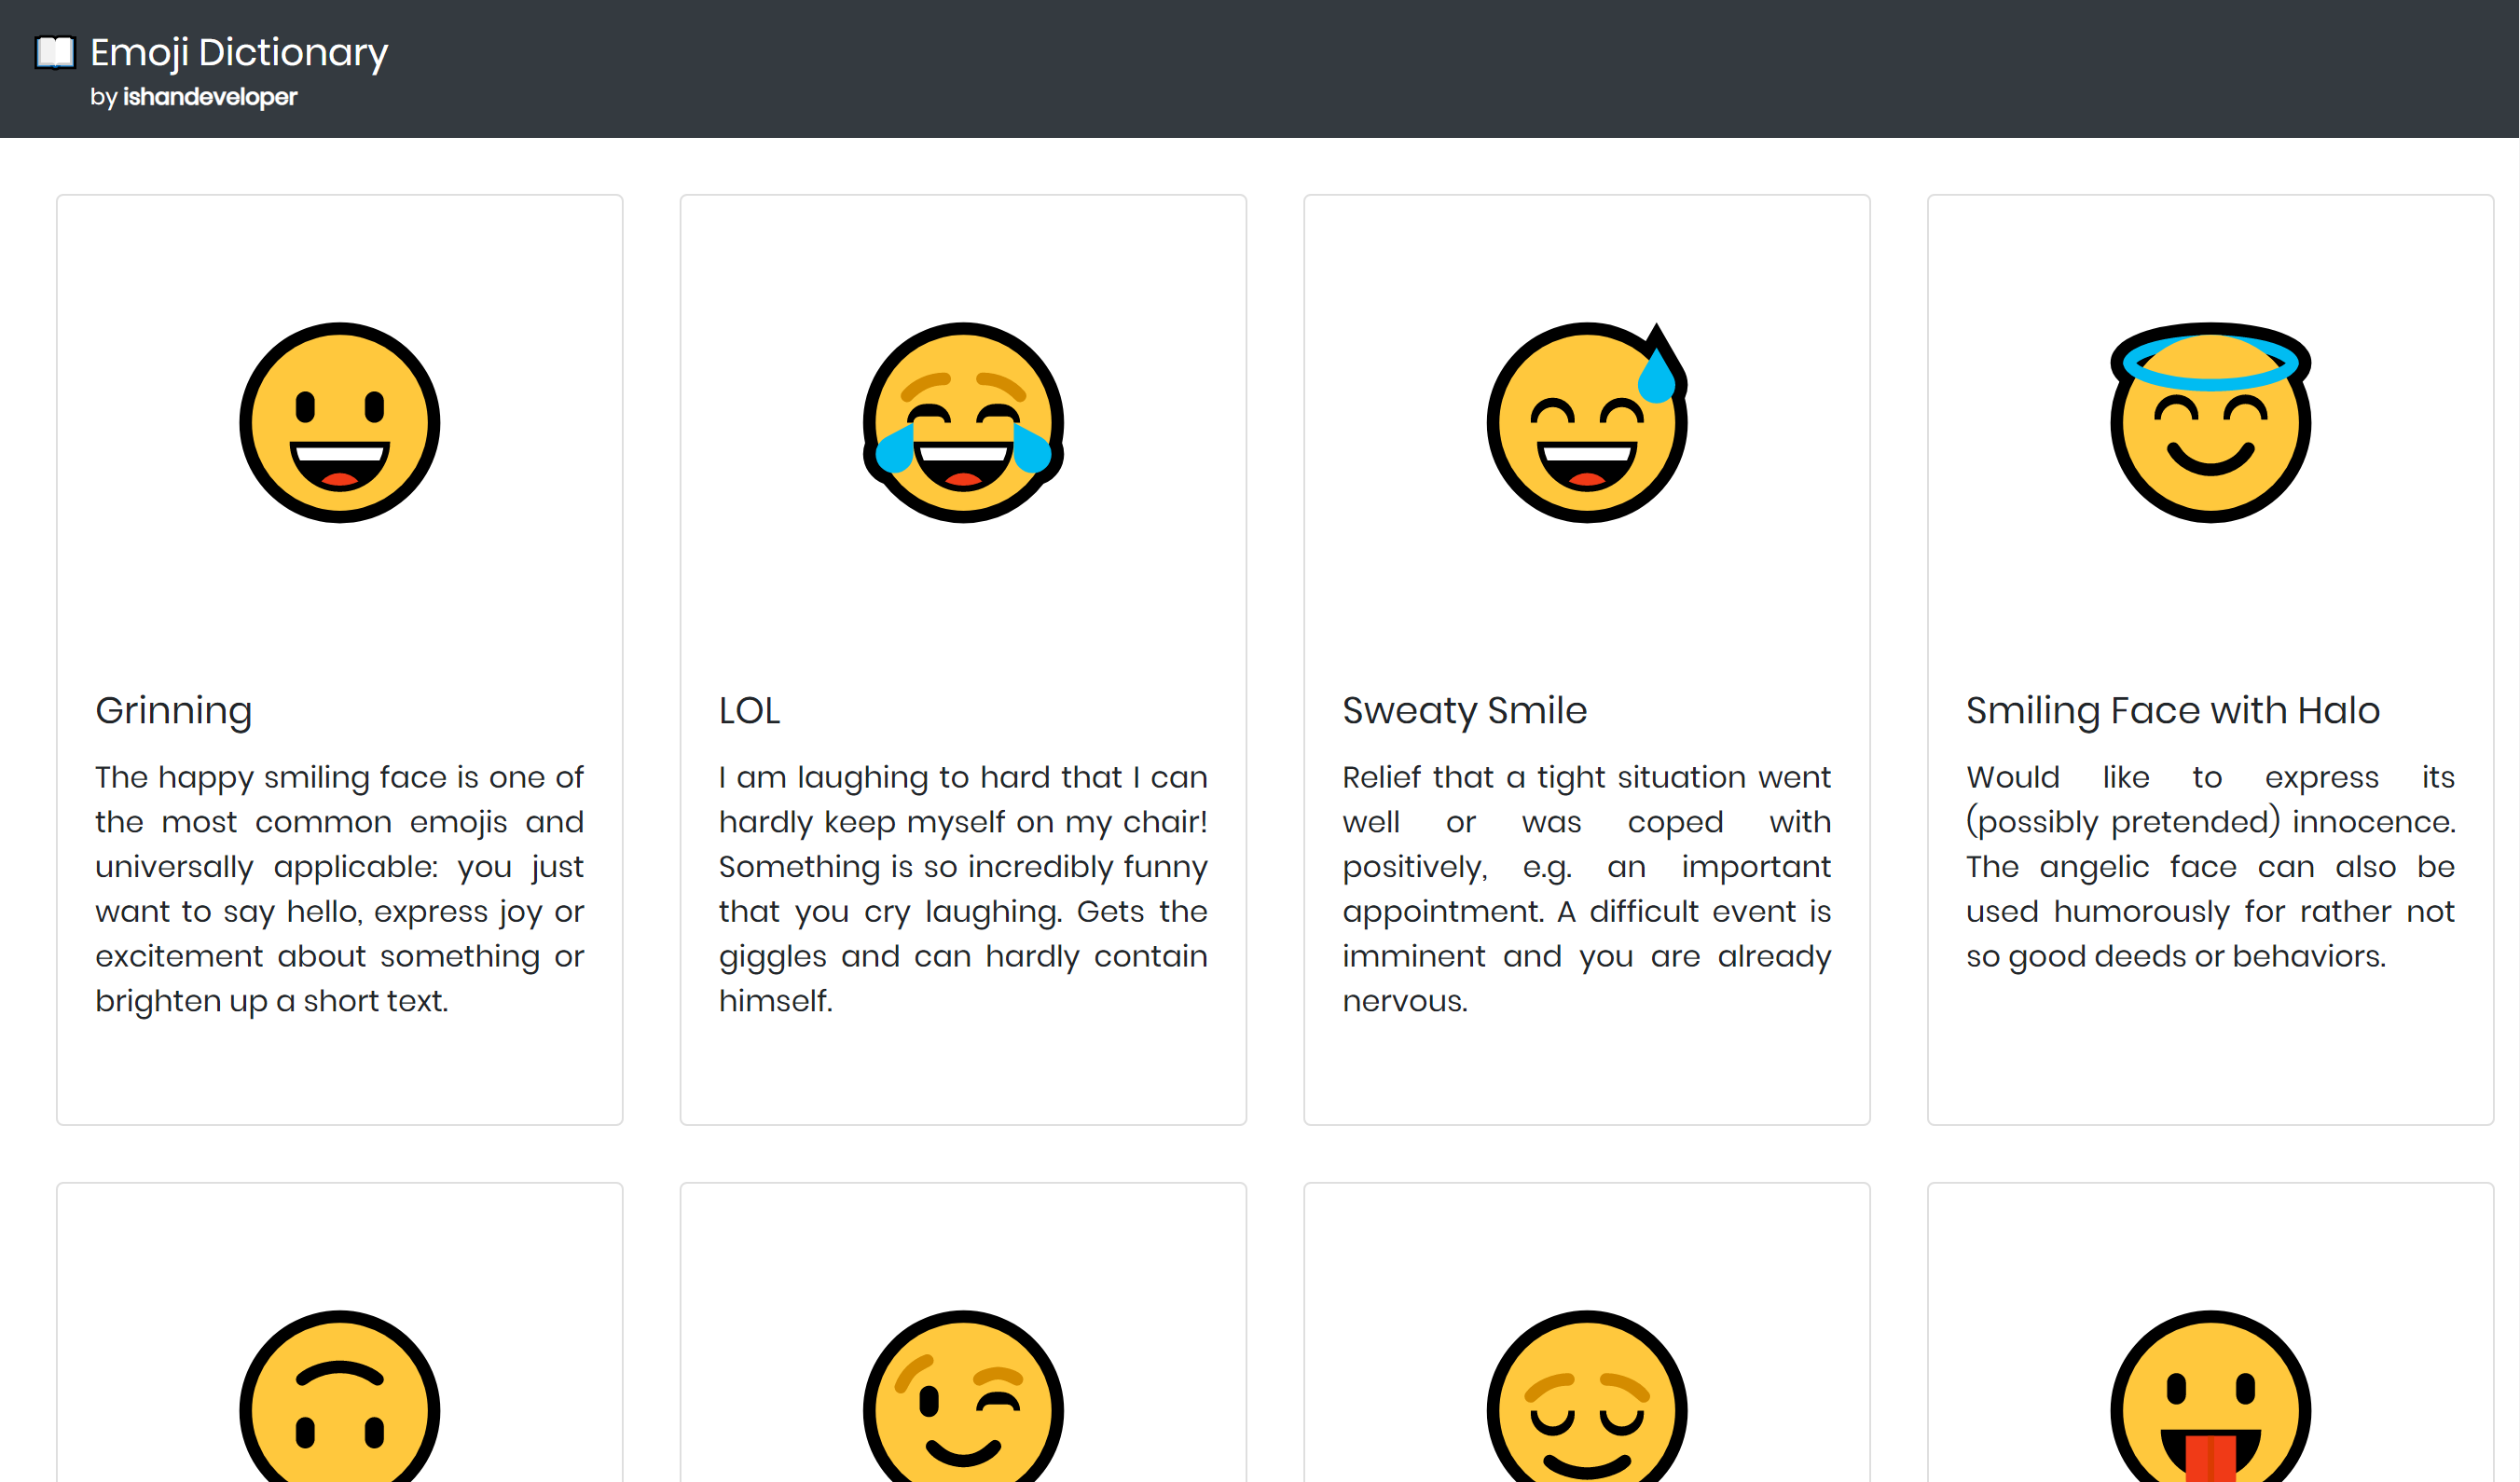 Emoji Dictionary
by ishandeveloper
Grinning
The happy smiling face is one of
the most common emojis and
universally applicable: you just
want to say hello, express joy or
excitement about something or
brighten up a short text.
LOL
I am laughing to hard that I can
hardly keep myself on my chair!
Something is so incredibly funny
that you cry laughing. Gets the
giggles and can hardly contain
himself.
Sweaty Smile
Relief that a tight situation went
well or was coped with
positively, e.g. an important
appointment. A difficult event is
imminent and you are already
nervous.
Smiling Face with Halo
Would like to express its
(possibly pretended) innocence.
The angelic face can also be
used humorously for rather not
so good deeds or behaviors.